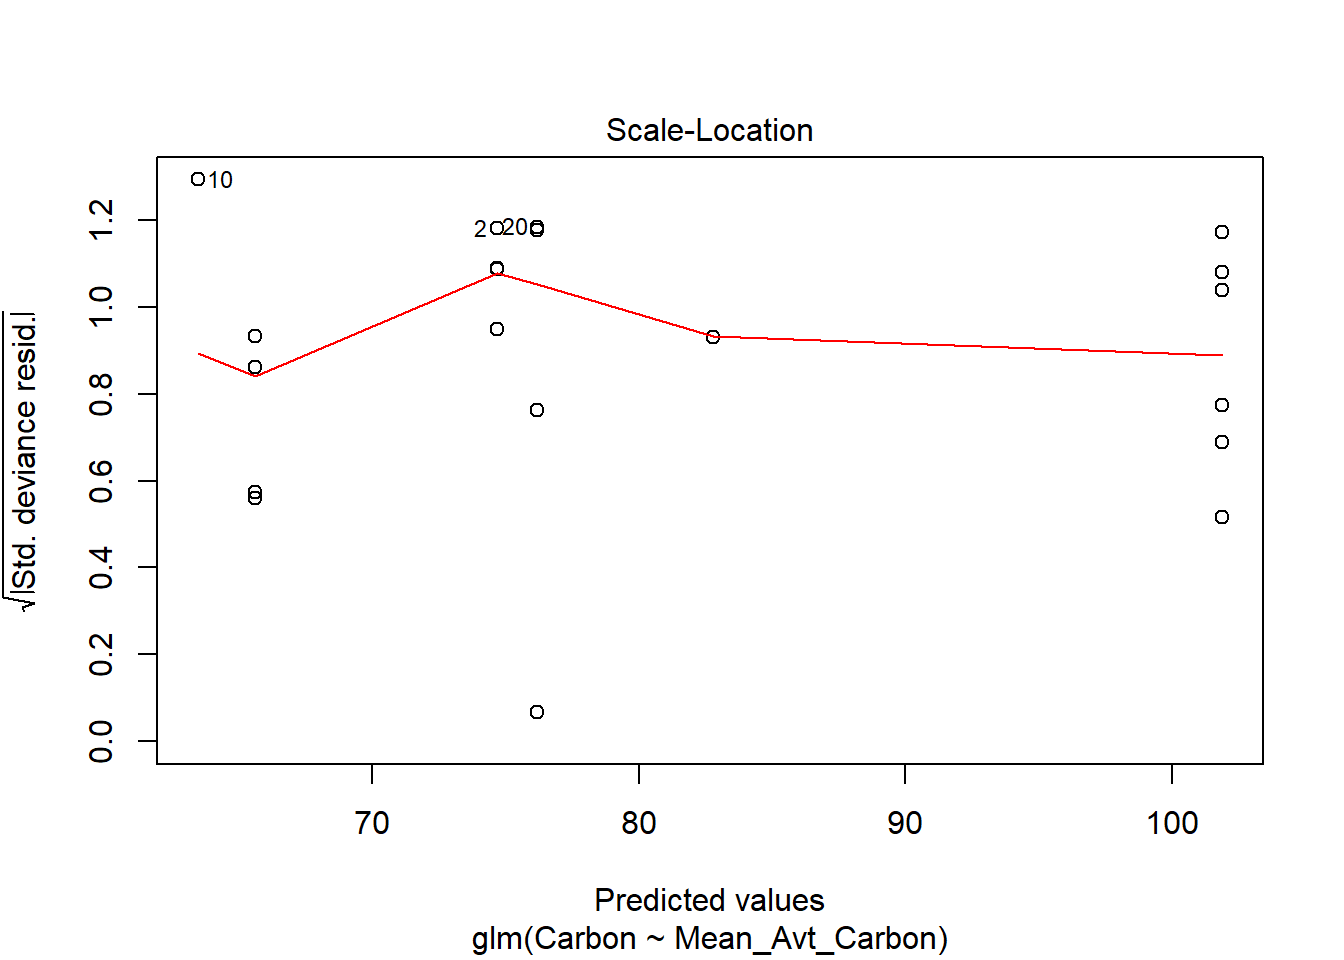 Scale-Location
10
2
20
1.2
1.0
0.8
0.6
0.4
0.2
0.0
√|Std. deviance resid.|
70 80 90 100
Predicted values
glm(Carbon ~ Mean_Avt_Carbon)